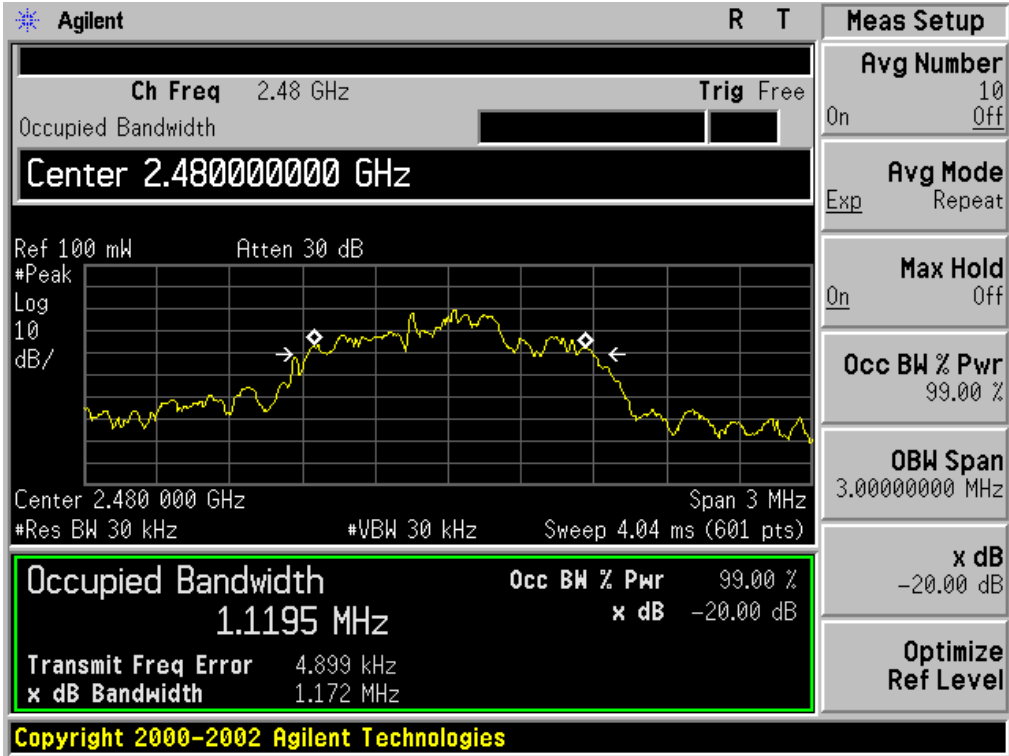 Agilent R T
Ch Freq 2.48 GHz Trig Free
Occupied Bandwidth
Center 2.480000000 GHz
Ref 100 mW Atten 30 dB
#Peak
Log
10
dB/
Center 2.480 000 GHz Span 3 MHz
#Res BW 30 kHz #VBW 30 kHz Sweep 4.04 ms (601 pts)
Occupied Bandwidth Occ BW % Pwr 99.00 %
1.1195 MHz x dB -20.00 dB
Transmit Freq Error 4.899 kHz
x dB Bandwidth 1.172 MHz
Copyright 2000-2002 Agilent Technologies
Meas Setup
Avg Number
10
On Off
Avg Mode
Exp Repeat
Max Hold
On Off
Occ BW % Pwr
99.00 %
OBW Span
3.00000000 MHz
x dB
-20.00 dB
Optimize
Ref Level